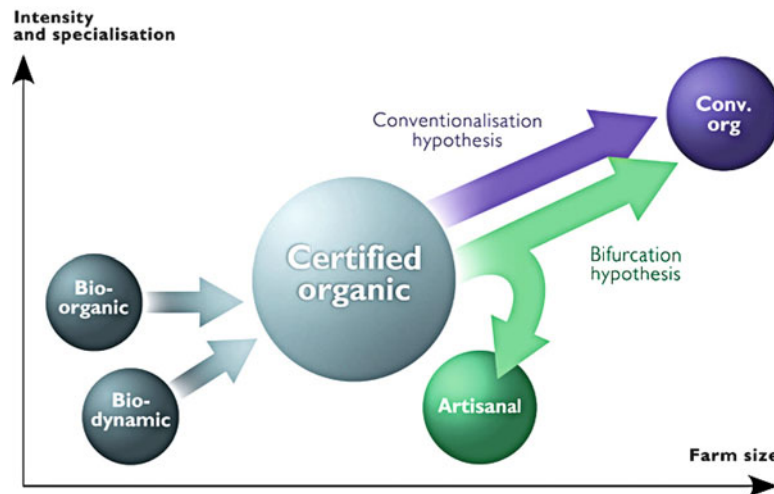 Intensity
and specialisation
Conv.
org
Conventionalisation
hypothesis
Certified
organic
Bifurcation
hypothesis
Bio-
organic
Bio-
dynamic
Artisanal
Farm size